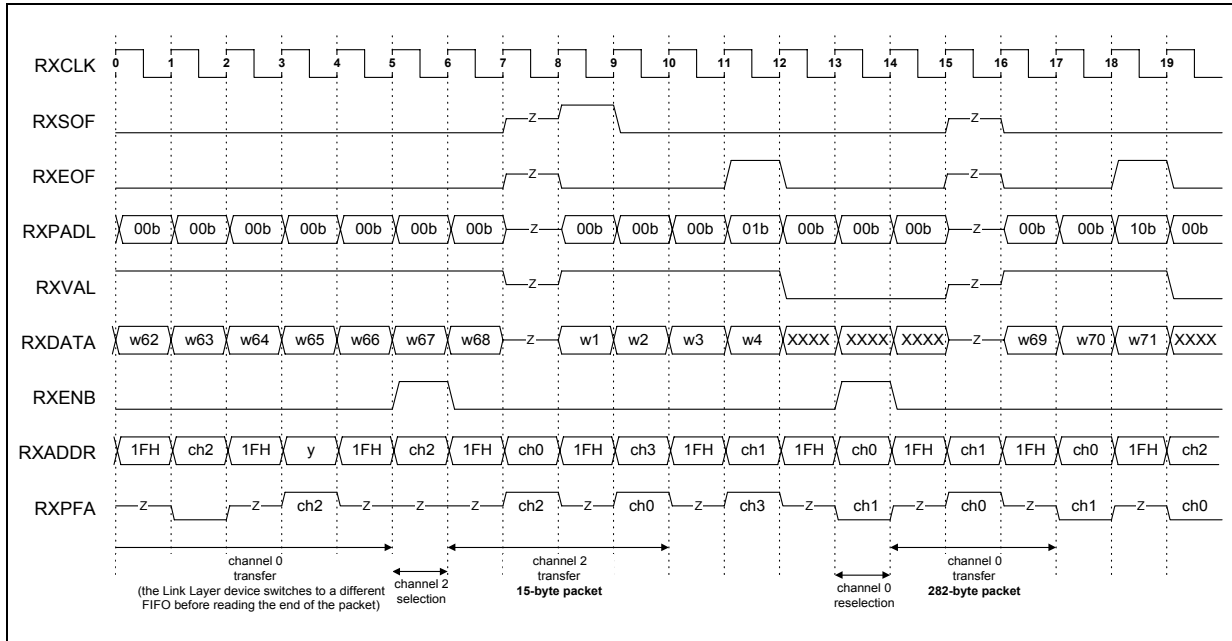 RXCLK 0 1 2 3 4 5 6 7 8 9 10 11 12 13 14 15 16 17 18 19
RXSOF Z Z
RXEOF Z Z
RXPADL 00b 00b 00b 00b 00b 00b 00b Z 00b 00b 00b 01b 00b 00b 00b Z 00b 00b 10b 00b
RXVAL Z Z
RXDATA w62 w63 w64 w65 w66 w67 w68 Z w1 w2 w3 w4 XXXX XXXX XXXX Z w69 w70 w71 XXXX
RXENB
RXADDR 1FH ch2 1FH y 1FH ch2 1FH ch0 1FH ch3 1FH ch1 1FH ch0 1FH ch1 1FH ch0 1FH ch2
RXPFA Z Z ch2 Z Z Z ch2 Z ch0 Z ch3 Z ch1 Z ch0 Z ch1 Z ch0
channel 0
transfer
(the Link Layer device switches to a different
FIFO before reading the end of the packet)
channel 2
selection
channel 2
transfer
15-byte packet
channel 0
reselection
channel 0
transfer
282-byte packet